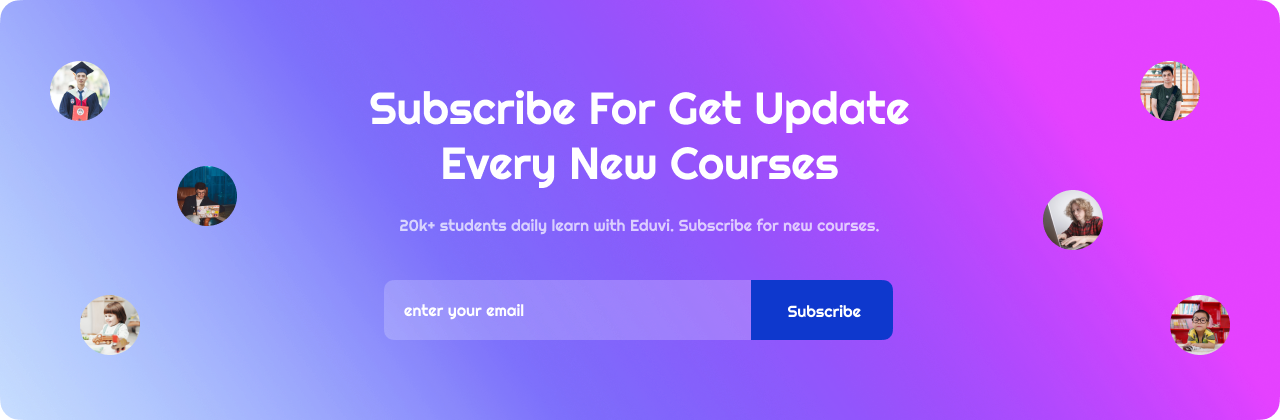 Subscribe For Get Update
Every New Courses
20k+ students daily learn with Eduvi. Subscribe for new courses.
enter your email
Subscribe